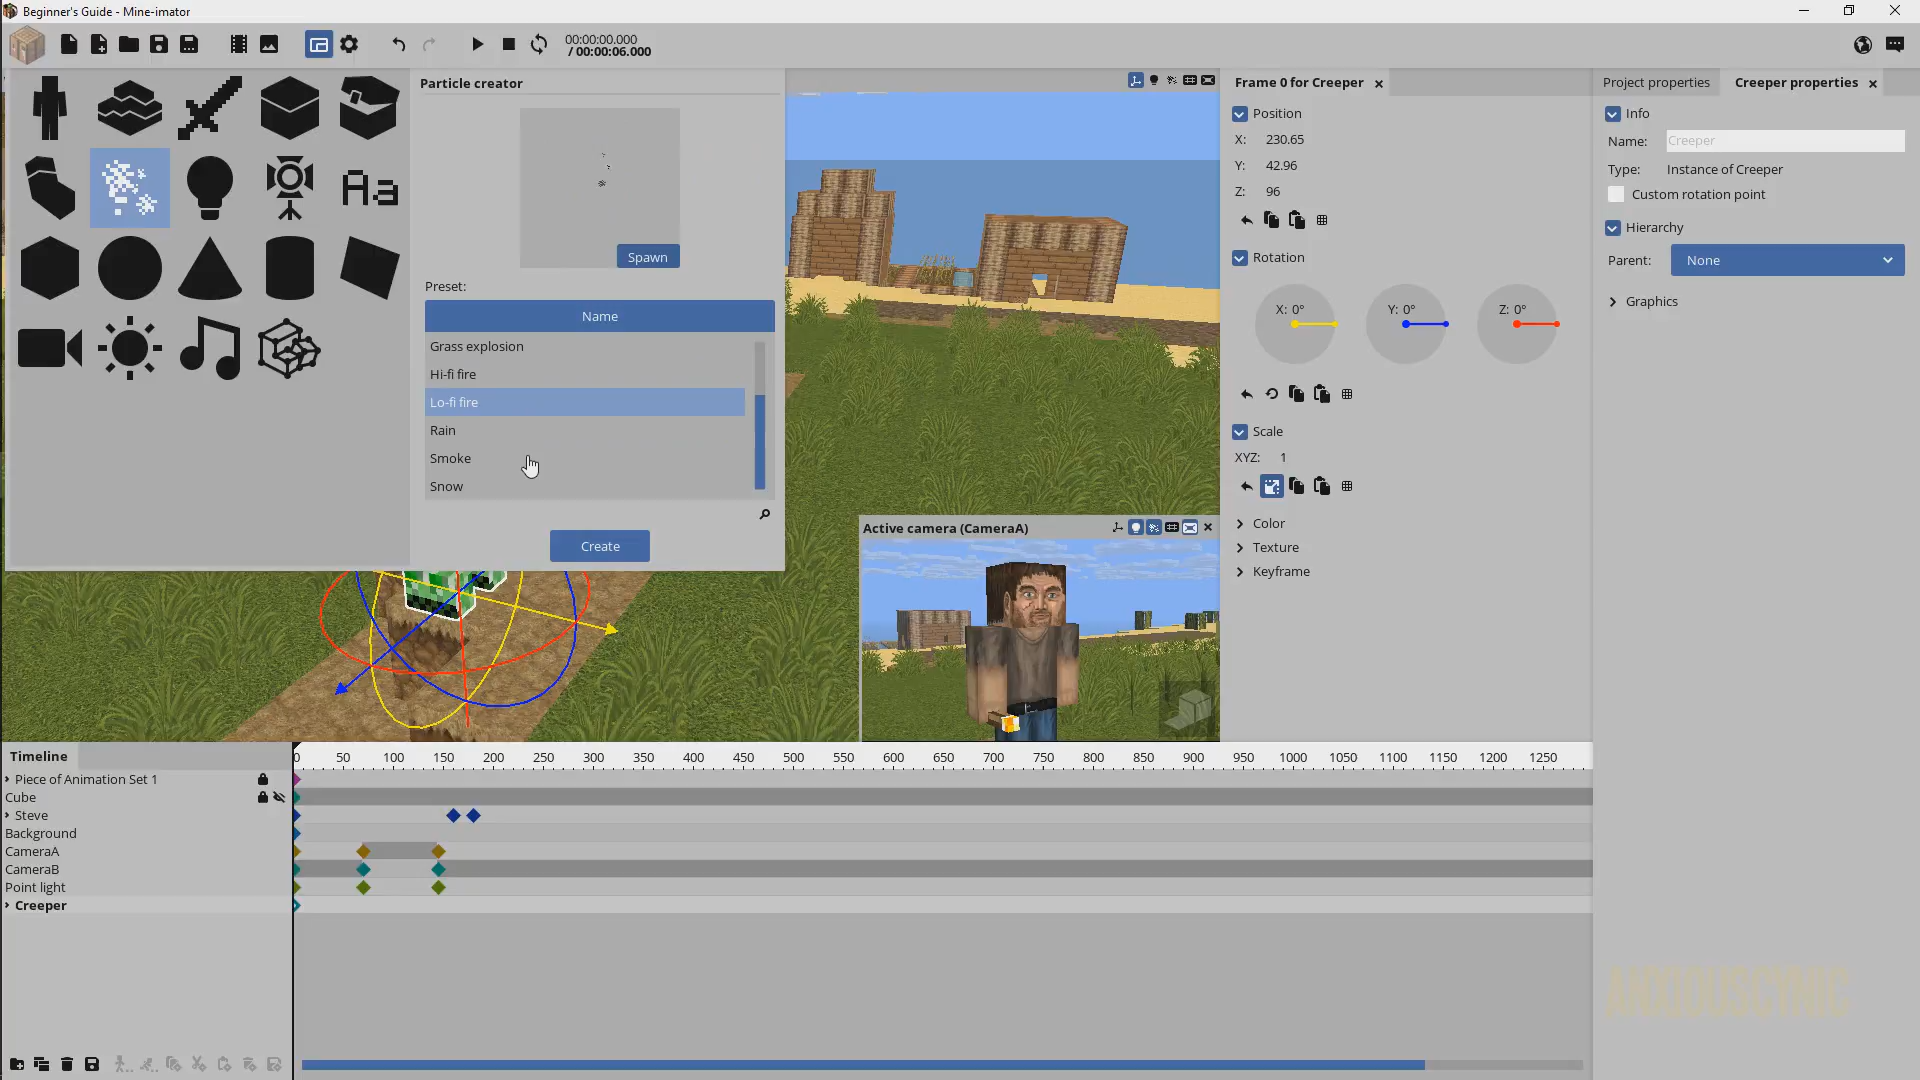 Beginner's Guide - Mine-imator
00:00:00.000
/ 00:00:06.000
Particle creator
Spawn
Preset:
Name
Grass explosion
Hi-fi fire
Lo-fi fire
Rain
Smoke
Snow
Create
Aa
Active camera (CameraA)
Frame 0 for Creeper
Position
X: 230.65
Y: 42.96
Z: 96
Rotation
X: 0° Y: 0° Z: 0°
Scale
XYZ: 1
Color
Texture
Keyframe
Project properties Creeper properties
Info
Name: Creeper
Type: Instance of Creeper
Custom rotation point
Hierarchy
Parent: None
Graphics
Timeline
0 50 100 150 200 250 300 350 400 450 500 550 600 650 700 750 800 850 900 950 1000 1050 1100 1150 1200 1250
Piece of Animation Set 1
Cube
Steve
Background
CameraA
CameraB
Point light
Creeper
ANXIOUSCYNIC